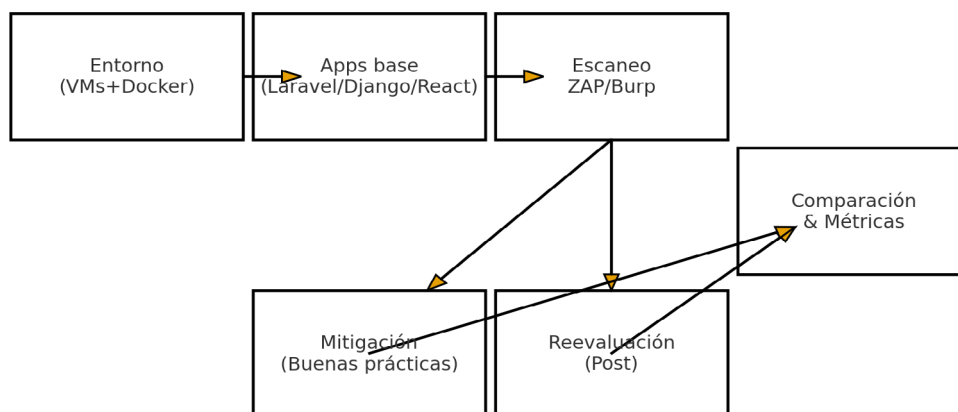 Entorno
(VMs+Docker)
Apps base
(Laravel/Django/React)
Escaneo
ZAP/Burp
Comparación
& Métricas
Mitigación
(Buenas prácticas)
Reevaluación
(Post)